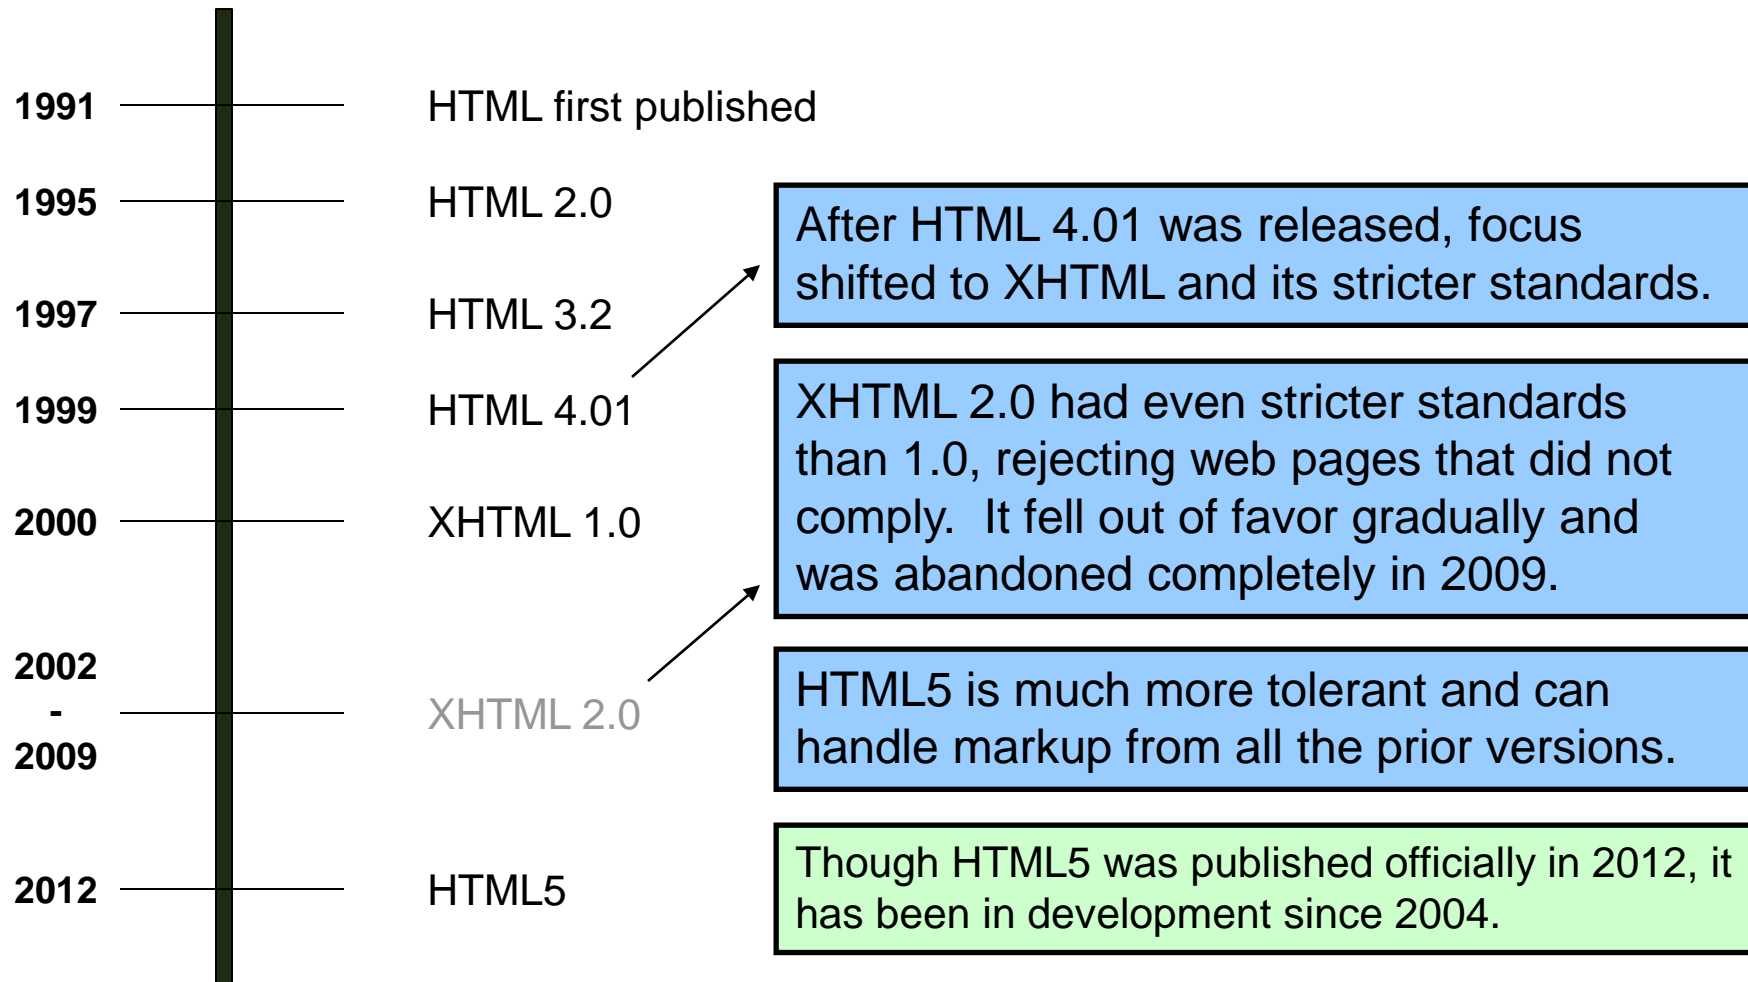 1991 HTML first published
1995 HTML 2.0
1997 HTML 3.2
1999 HTML 4.01
2000 XHTML 1.0
2002
-
2009
XHTML 2.0
2012 HTML5
After HTML 4.01 was released, focus
shifted to XHTML and its stricter standards.
XHTML 2.0 had even stricter standards
than 1.0, rejecting web pages that did not
comply.  It fell out of favor gradually and
was abandoned completely in 2009.
HTML5 is much more tolerant and can
handle markup from all the prior versions.
Though HTML5 was published officially in 2012, it
has been in development since 2004.